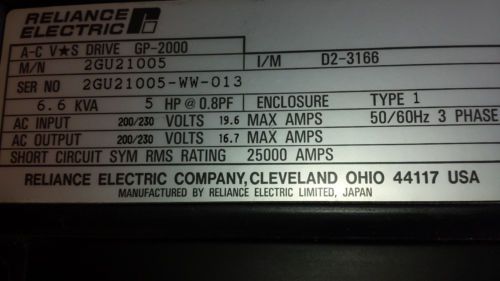 RELIANCE
ELECTRIC
A-C V★S DRIVE GP-2000
M/N 2GU21005 I/M D2-3166
SER NO 2GU21005-WW-013
6.6 KVA 5 HP @ 0.8PF ENCLOSURE TYPE 1
AC INPUT 200/230 VOLTS 19.6 MAX AMPS 50/60Hz 3 PHASE
AC OUTPUT 200/230 VOLTS 16.7 MAX AMPS
SHORT CIRCUIT SYM RMS RATING 25000 AMPS
RELIANCE ELECTRIC COMPANY, CLEVELAND OHIO 44117 USA
MANUFACTURED BY RELIANCE ELECTRIC LIMITED, JAPAN